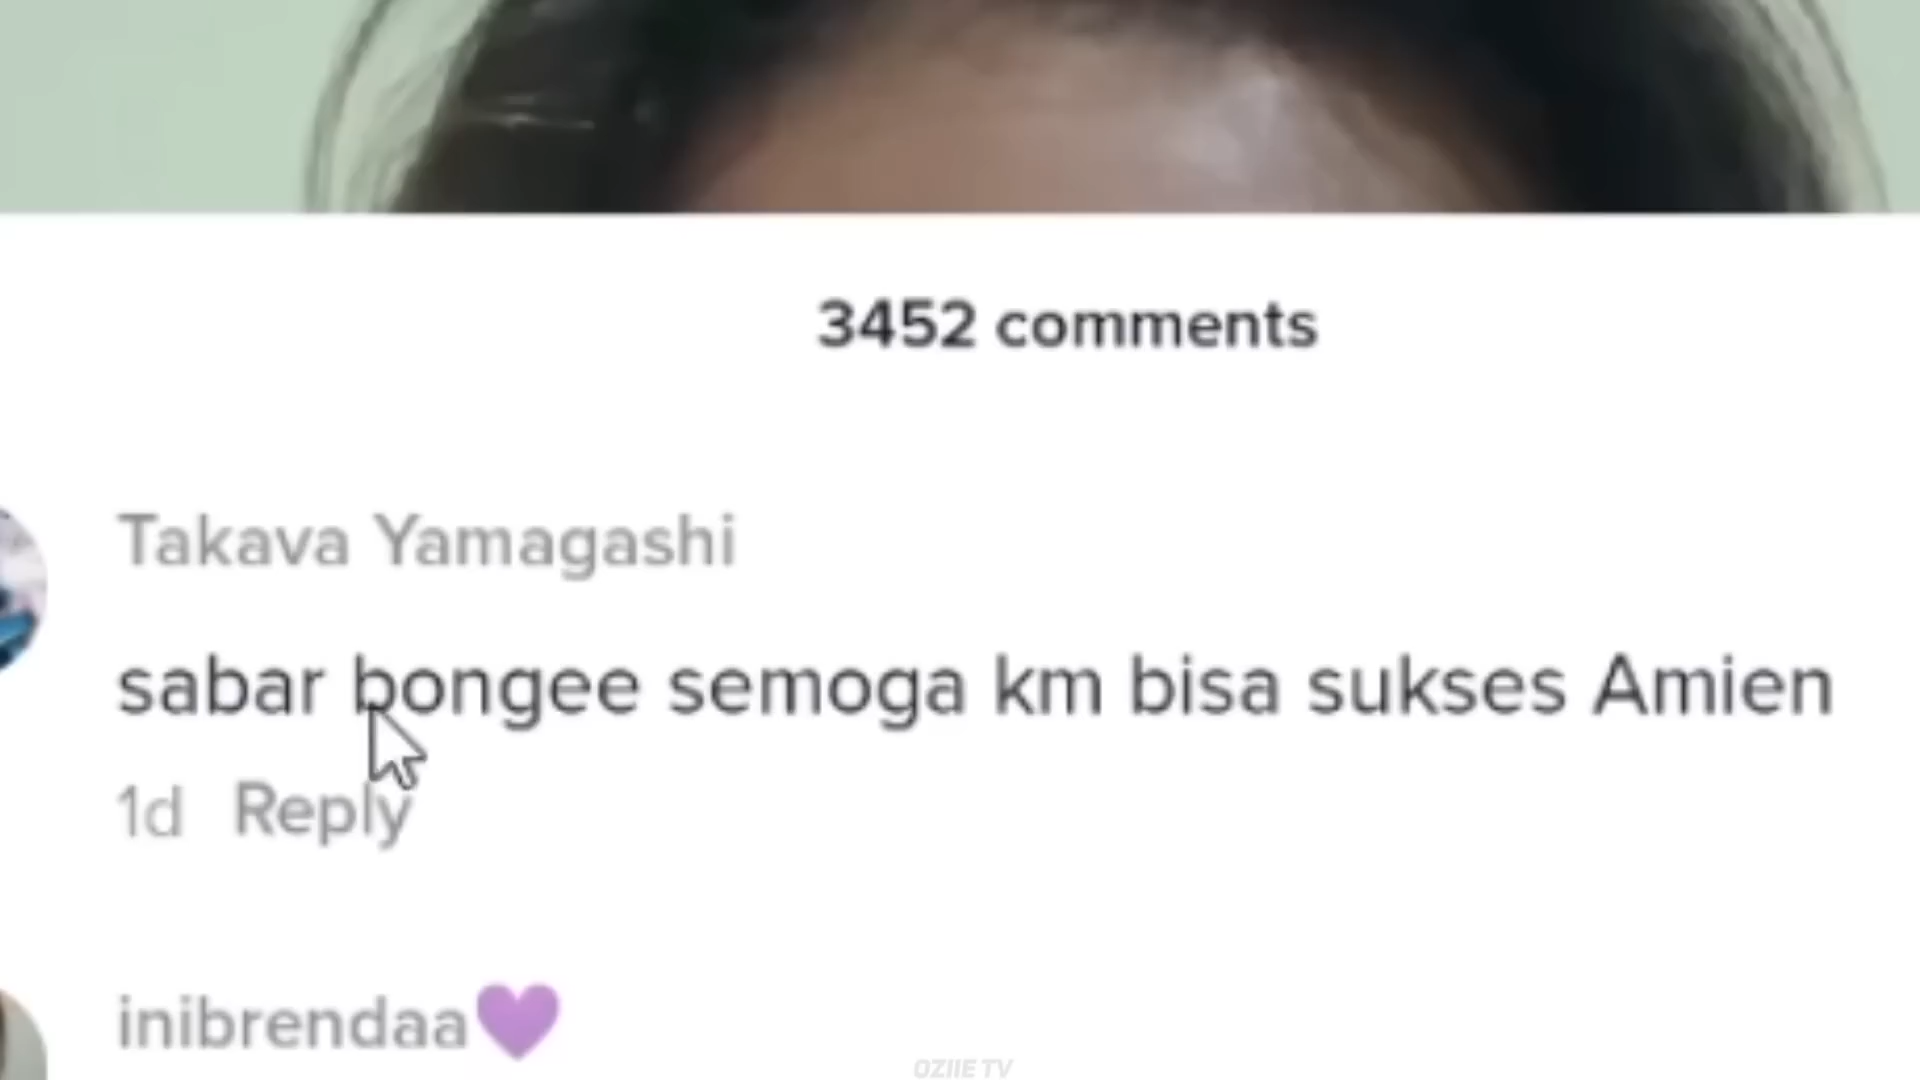 3452 comments
Takava Yamagashi
sabar bongee semoga km bisa sukses Amien
1d Reply
inibrendaa💜
OZIIE TV